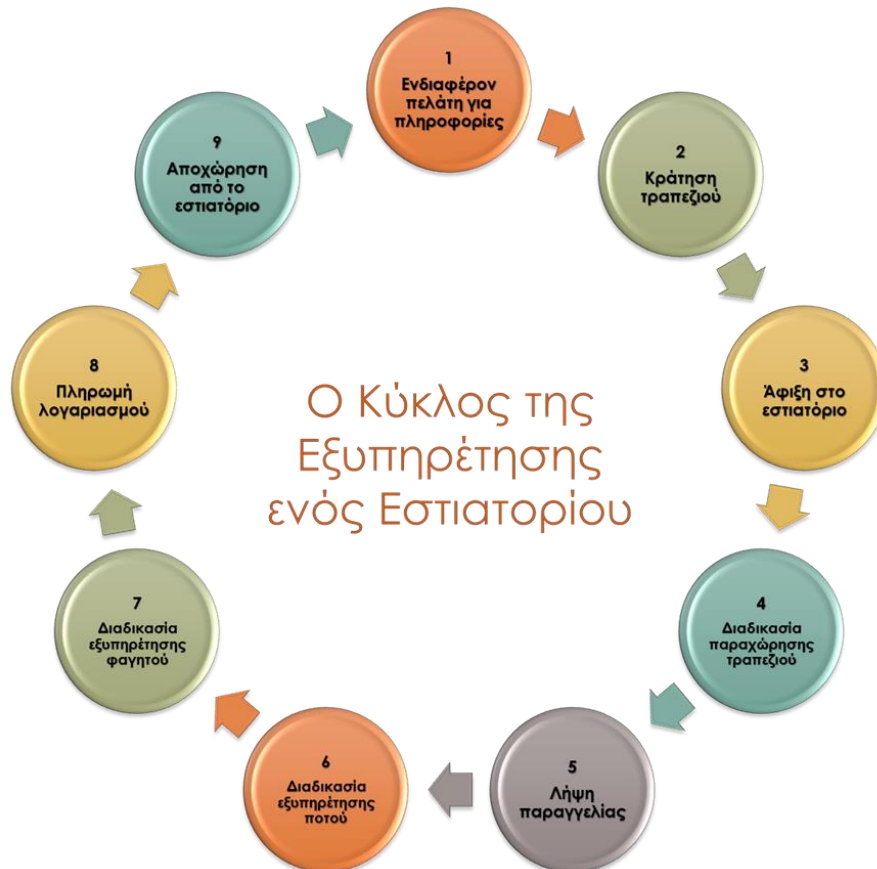 1
Ενδιαφέρον
πελάτη για
πληροφορίες
2
Κράτηση
τραπεζιού
3
Άφιξη στο
εστιατόριο
4
Διαδικασία
παραχώρησης
τραπεζιού
5
Λήψη
παραγγελίας
6
Διαδικασία
εξυπηρέτησης
ποτού
7
Διαδικασία
εξυπηρέτησης
φαγητού
8
Πληρωμή
λογαριασμού
9
Αποχώρηση
από το
εστιατόριο
Ο Κύκλος της
Εξυπηρέτησης
ενός Εστιατορίου